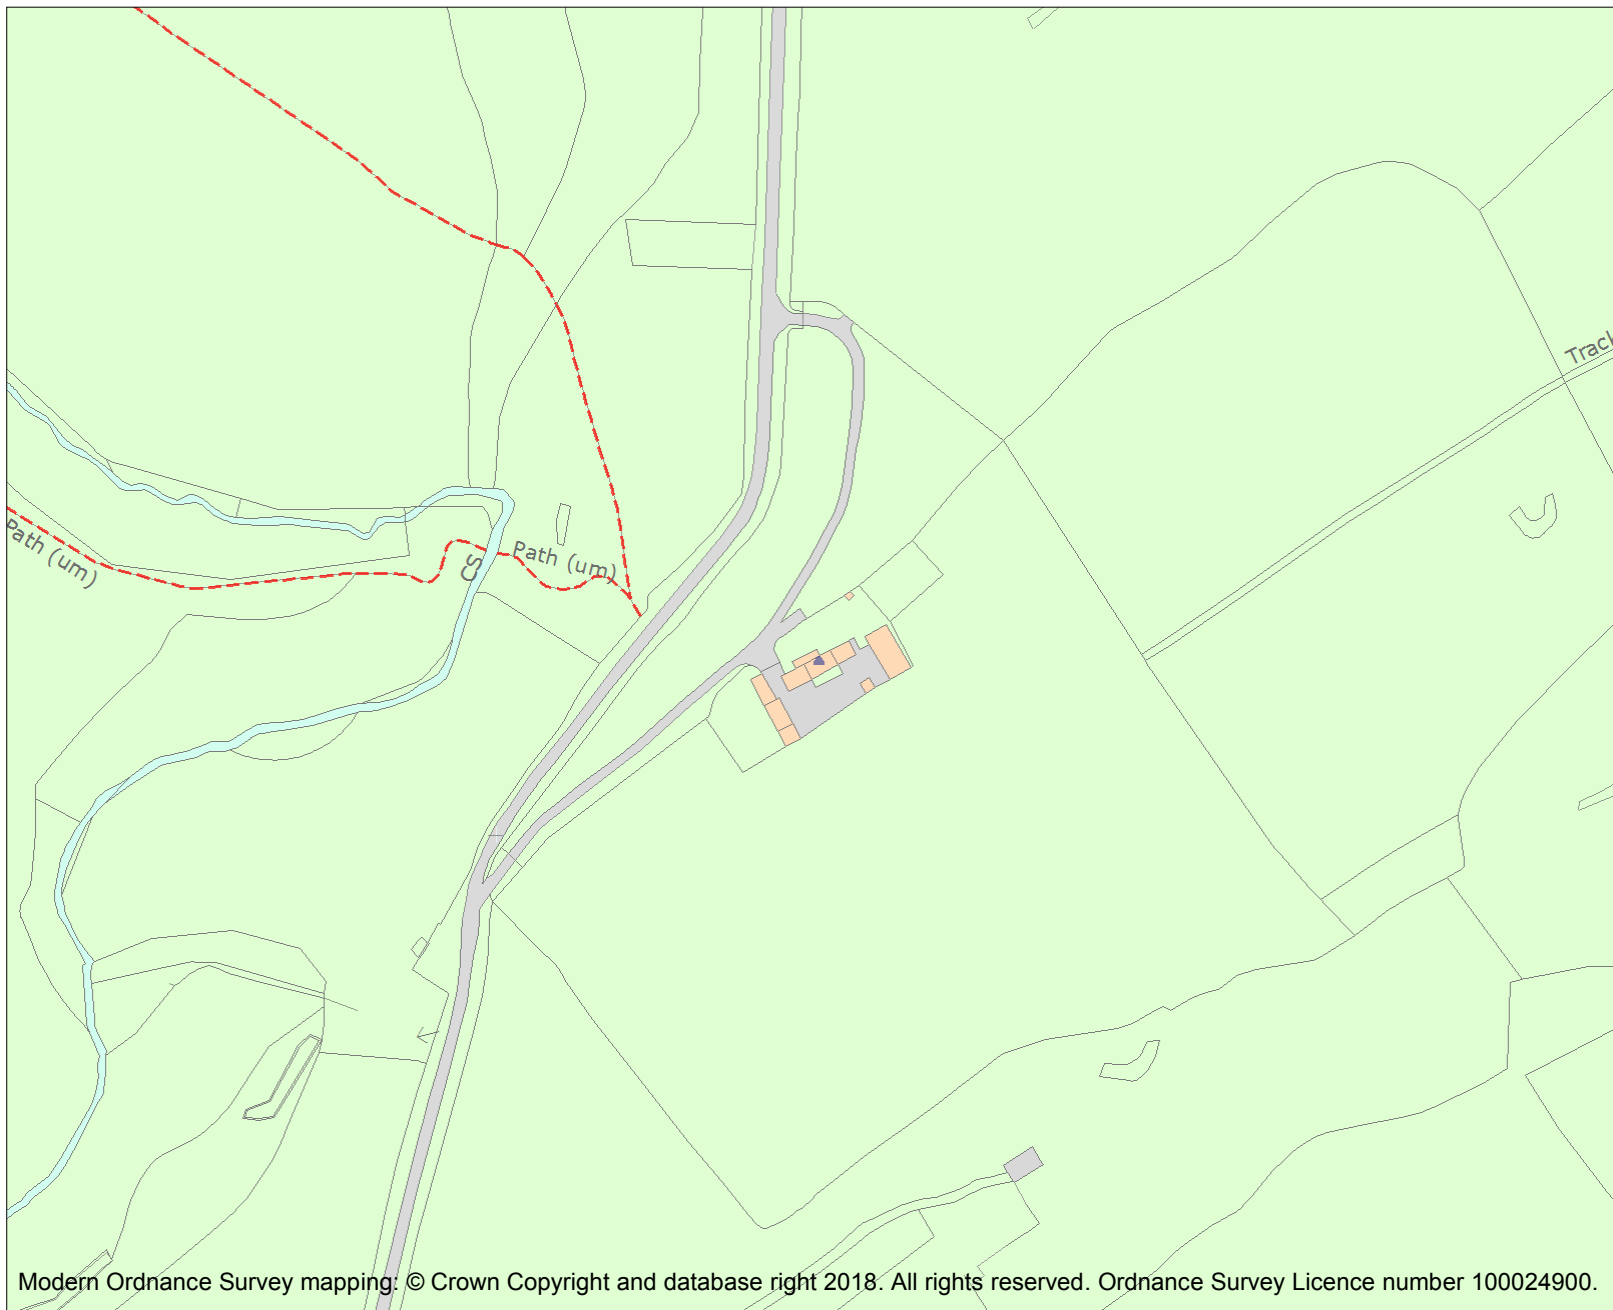 Track
Path (um)
Path (um)
CS
Modern Ordnance Survey mapping: © Crown Copyright and database right 2018. All rights reserved. Ordnance Survey Licence number 100024900.